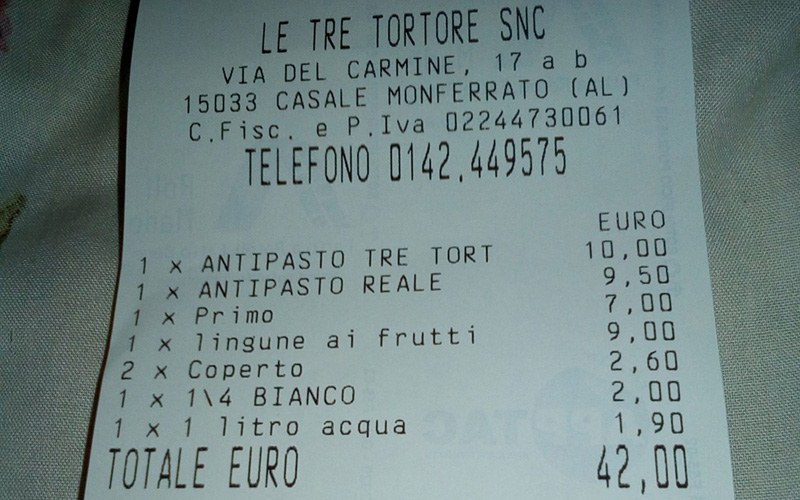 LE TRE TORTORE SNC
VIA DEL CARMINE, 17 a b
15033 CASALE MONFERRATO (AL)
C.Fisc. e P.Iva 02244730061
TELEFONO 0142.449575
EURO
1 x ANTIPASTO TRE TORT 10,00
1 x ANTIPASTO REALE 9,50
1 x Primo 7,00
1 x lingune ai frutti 9,00
2 x Coperto 2,60
1 x 1\4 BIANCO 2,00
1 x 1 litro acqua 1,90
TOTALE EURO 42,00